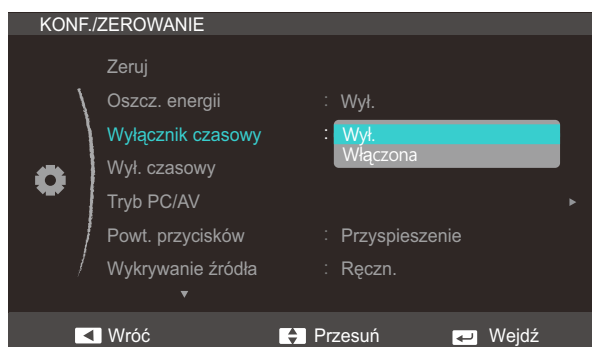 KONF./ZEROWANIE
Zeruj
Oszcz. energii : Wył.
Wyłącznik czasowy : Wył.
Włączona
Wył. czasowy
Tryb PC/AV
Powt. przycisków : Przyspieszenie
Wykrywanie źródła : Ręczn.
Wróć Przesuń Wejdź